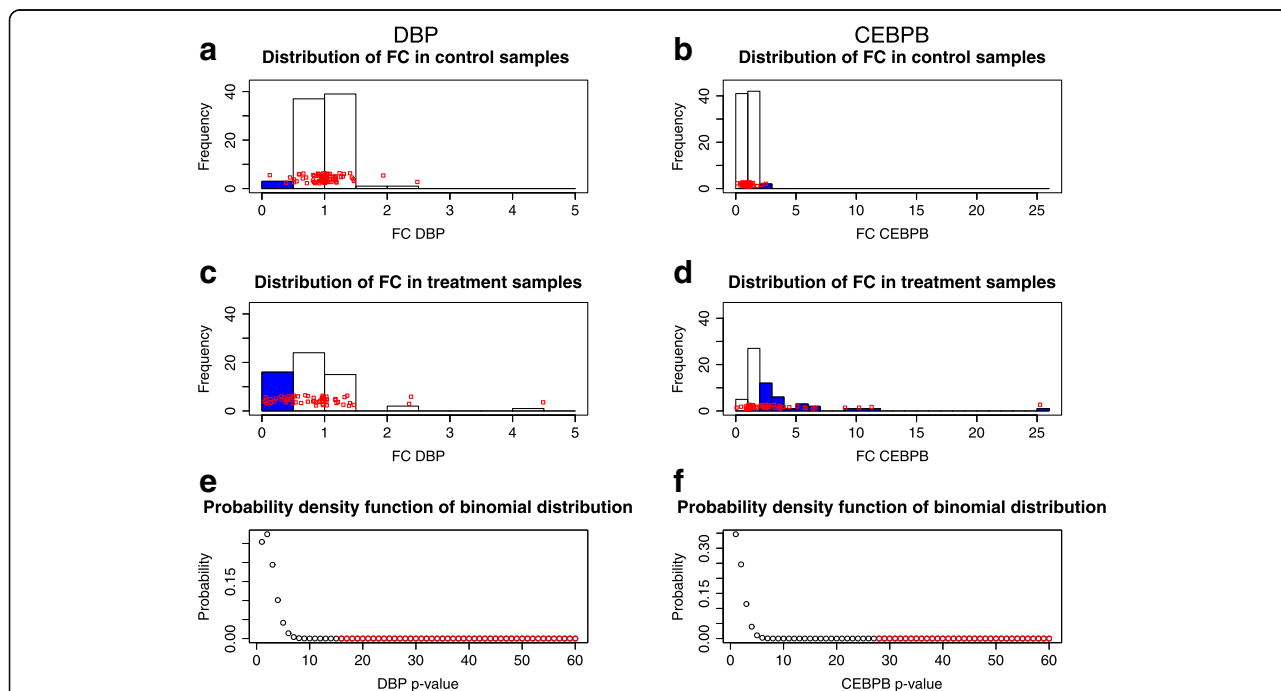 DBP
CEBPB
a
Distribution of FC in control samples
b
Distribution of FC in control samples
Frequency
0 20 40
0 1 2 3 4 5
FC DBP
Frequency
0 20 40
0 5 10 15 20 25
FC CEBPB
c
Distribution of FC in treatment samples
d
Distribution of FC in treatment samples
Frequency
0 20 40
0 1 2 3 4 5
FC DBP
Frequency
0 20 40
0 5 10 15 20 25
FC CEBPB
e
Probability density function of binomial distribution
f
Probability density function of binomial distribution
Probability
0.00 0.15
0 10 20 30 40 50 60
DBP p-value
Probability
0.00 0.15 0.30
0 10 20 30 40 50 60
CEBPB p-value